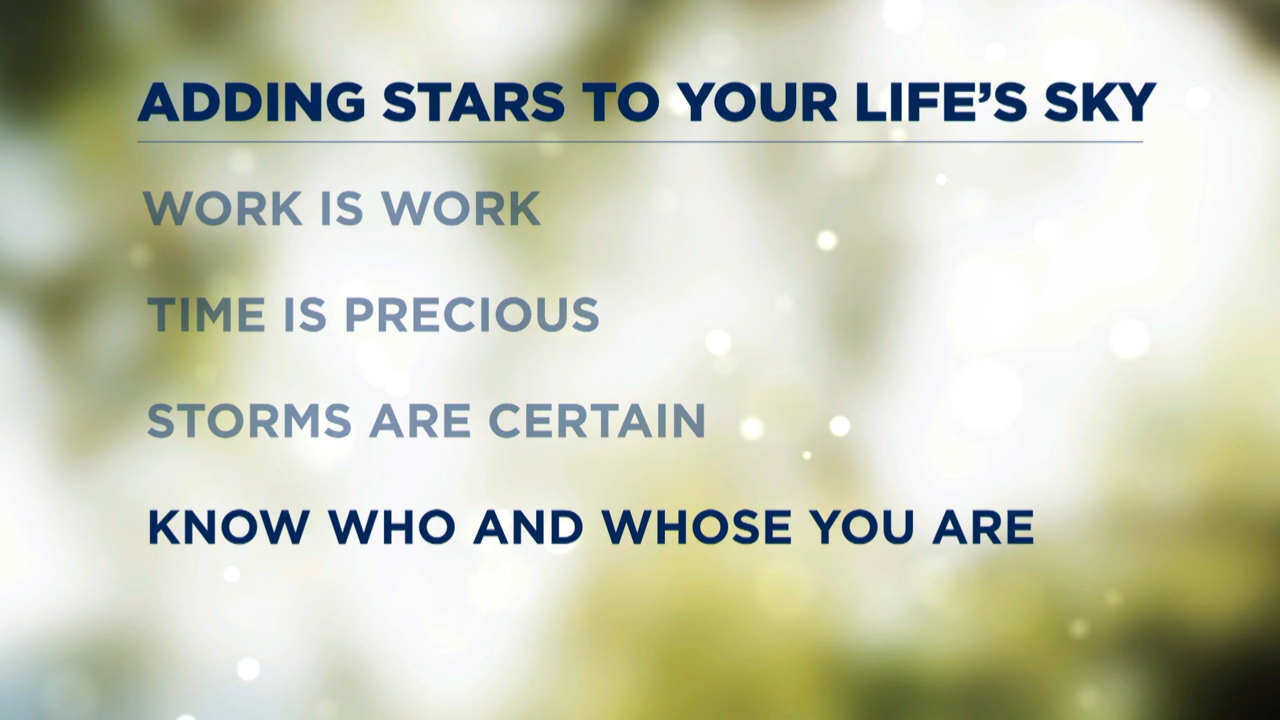 ADDING STARS TO YOUR LIFE’S SKY
WORK IS WORK
TIME IS PRECIOUS
STORMS ARE CERTAIN
KNOW WHO AND WHOSE YOU ARE